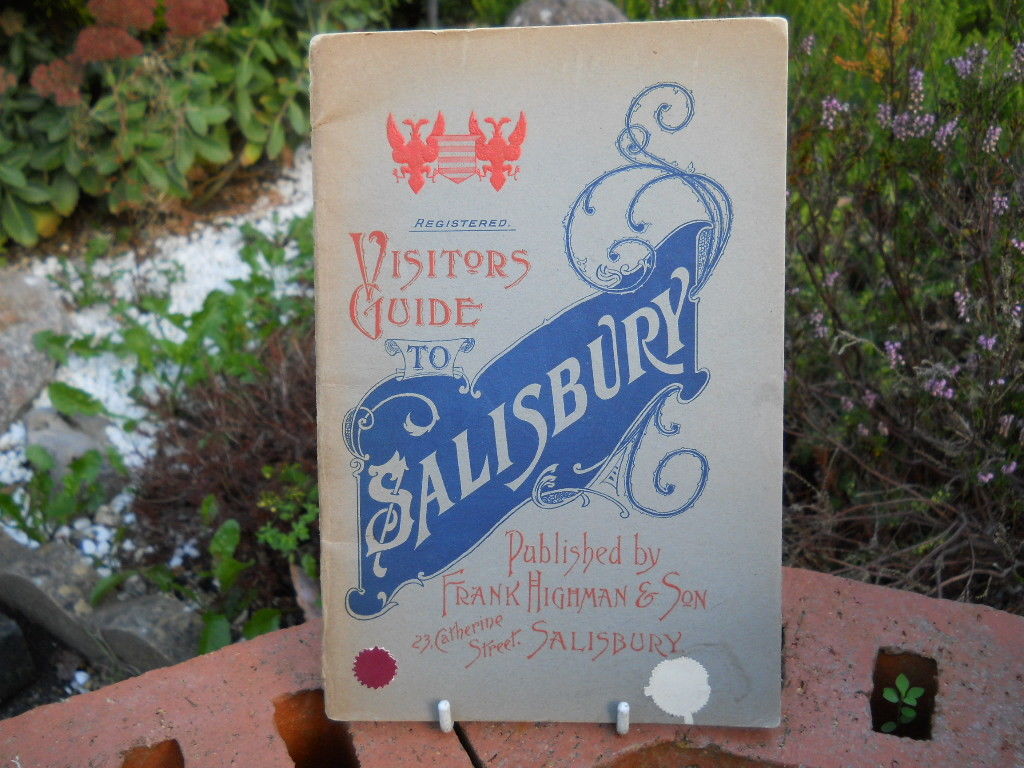 REGISTERED.
VISITORS
GUIDE
TO
SALISBURY
Published by
FRANK HIGHMAN & SON
23, Catherine
Street. SALISBURY.